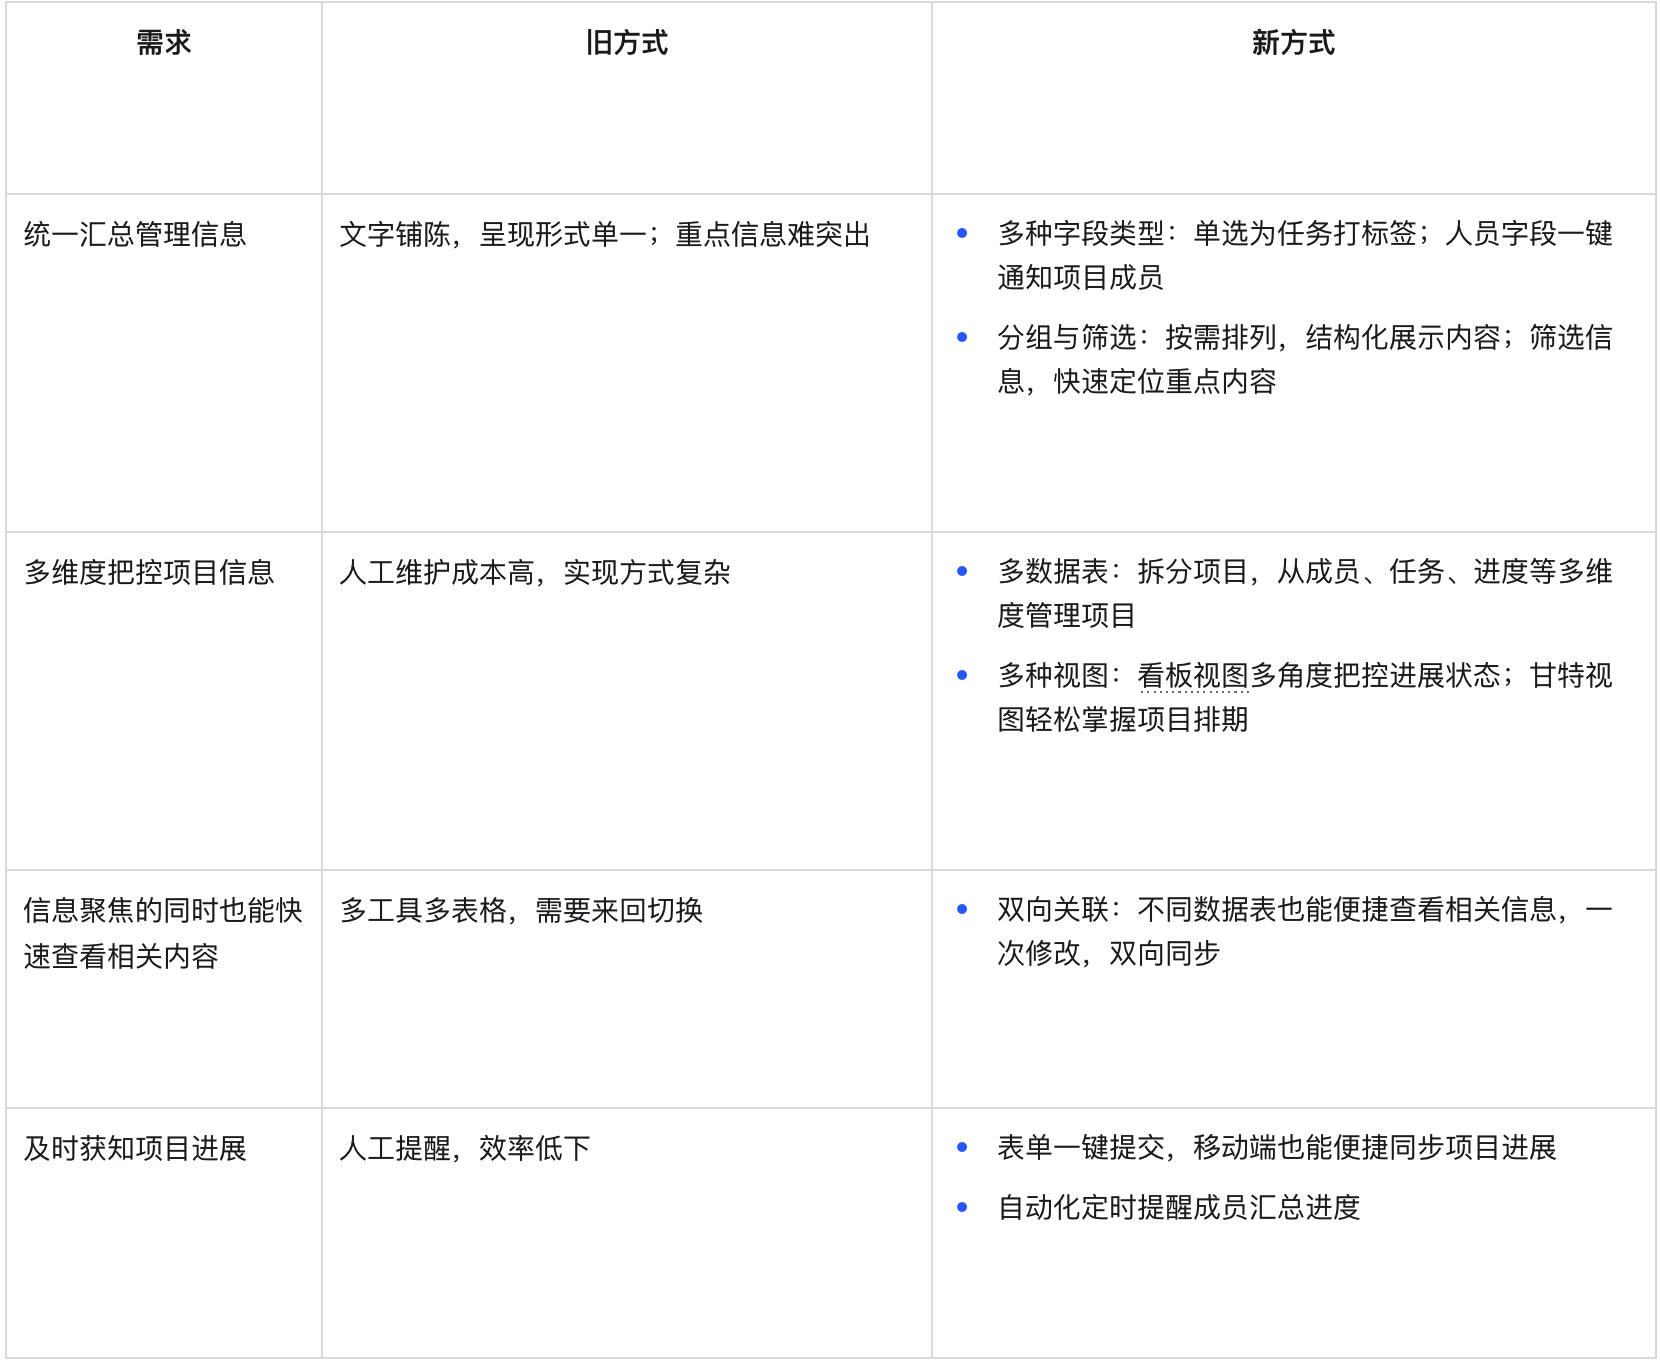 需求
旧方式
新方式
统一汇总管理信息
文字铺陈，呈现形式单一；重点信息难突出
多种字段类型：单选为任务打标签；人员字段一键
通知项目成员
分组与筛选：按需排列，结构化展示内容；筛选信
息，快速定位重点内容
多维度把控项目信息
人工维护成本高，实现方式复杂
多数据表：拆分项目，从成员、任务、进度等多维
度管理项目
多种视图：看板视图多角度把控进展状态；甘特视
图轻松掌握项目排期
信息聚焦的同时也能快
速查看相关内容
多工具多表格，需要来回切换
双向关联：不同数据表也能便捷查看相关信息，一
次修改，双向同步
及时获知项目进展
人工提醒，效率低下
表单一键提交，移动端也能便捷同步项目进展
自动化定时提醒成员汇总进度